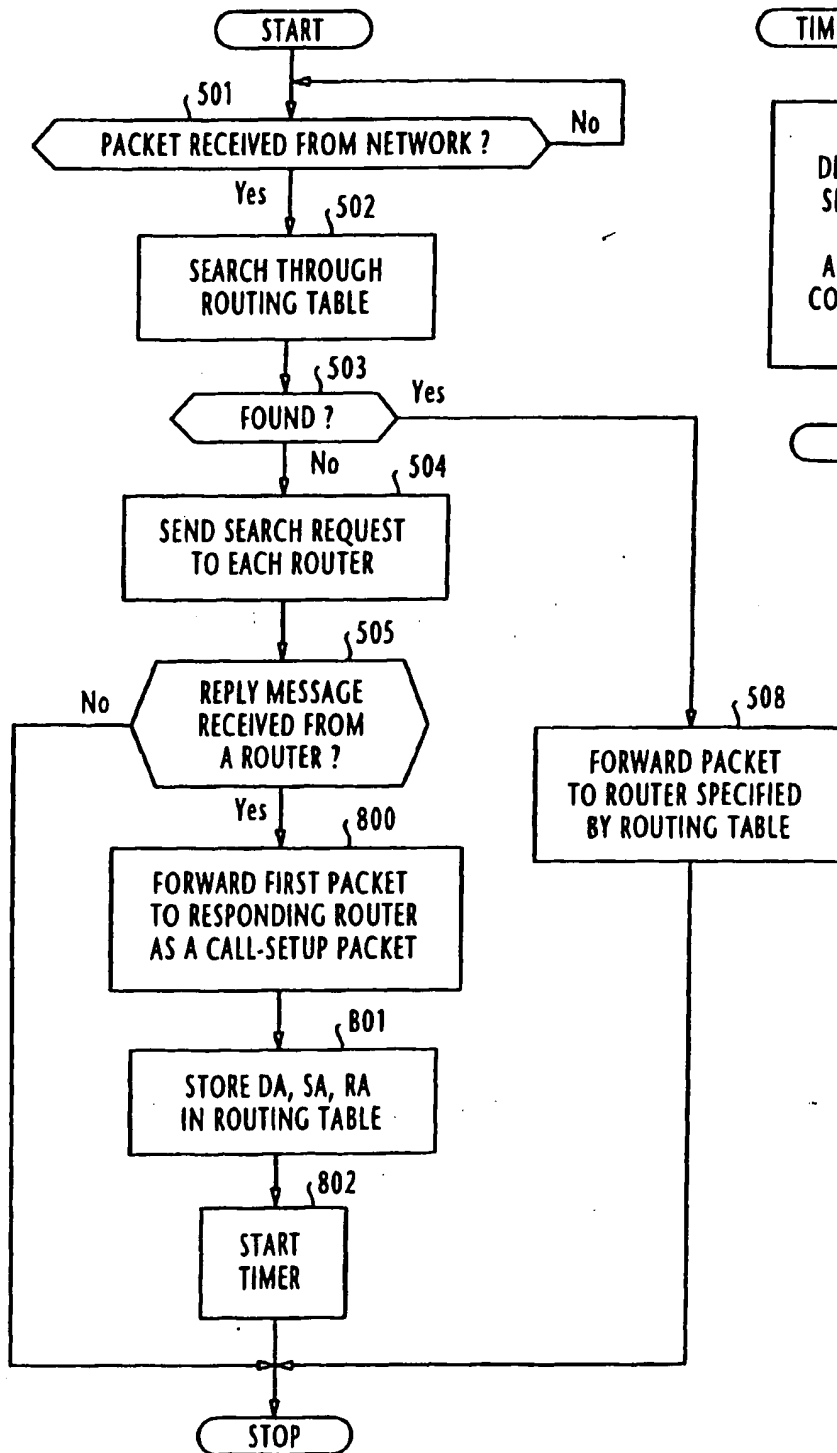 START
501
PACKET RECEIVED FROM NETWORK ?
No
Yes
502
SEARCH THROUGH
ROUTING TABLE
503
FOUND ?
Yes
No
504
SEND SEARCH REQUEST
TO EACH ROUTER
505
REPLY MESSAGE
RECEIVED FROM
A ROUTER ?
No
Yes
508
FORWARD PACKET
TO ROUTER SPECIFIED
BY ROUTING TABLE
800
FORWARD FIRST PACKET
TO RESPONDING ROUTER
AS A CALL-SETUP PACKET
801
STORE DA, SA, RA
IN ROUTING TABLE
802
START
TIMER
STOP
TIM
A
CO